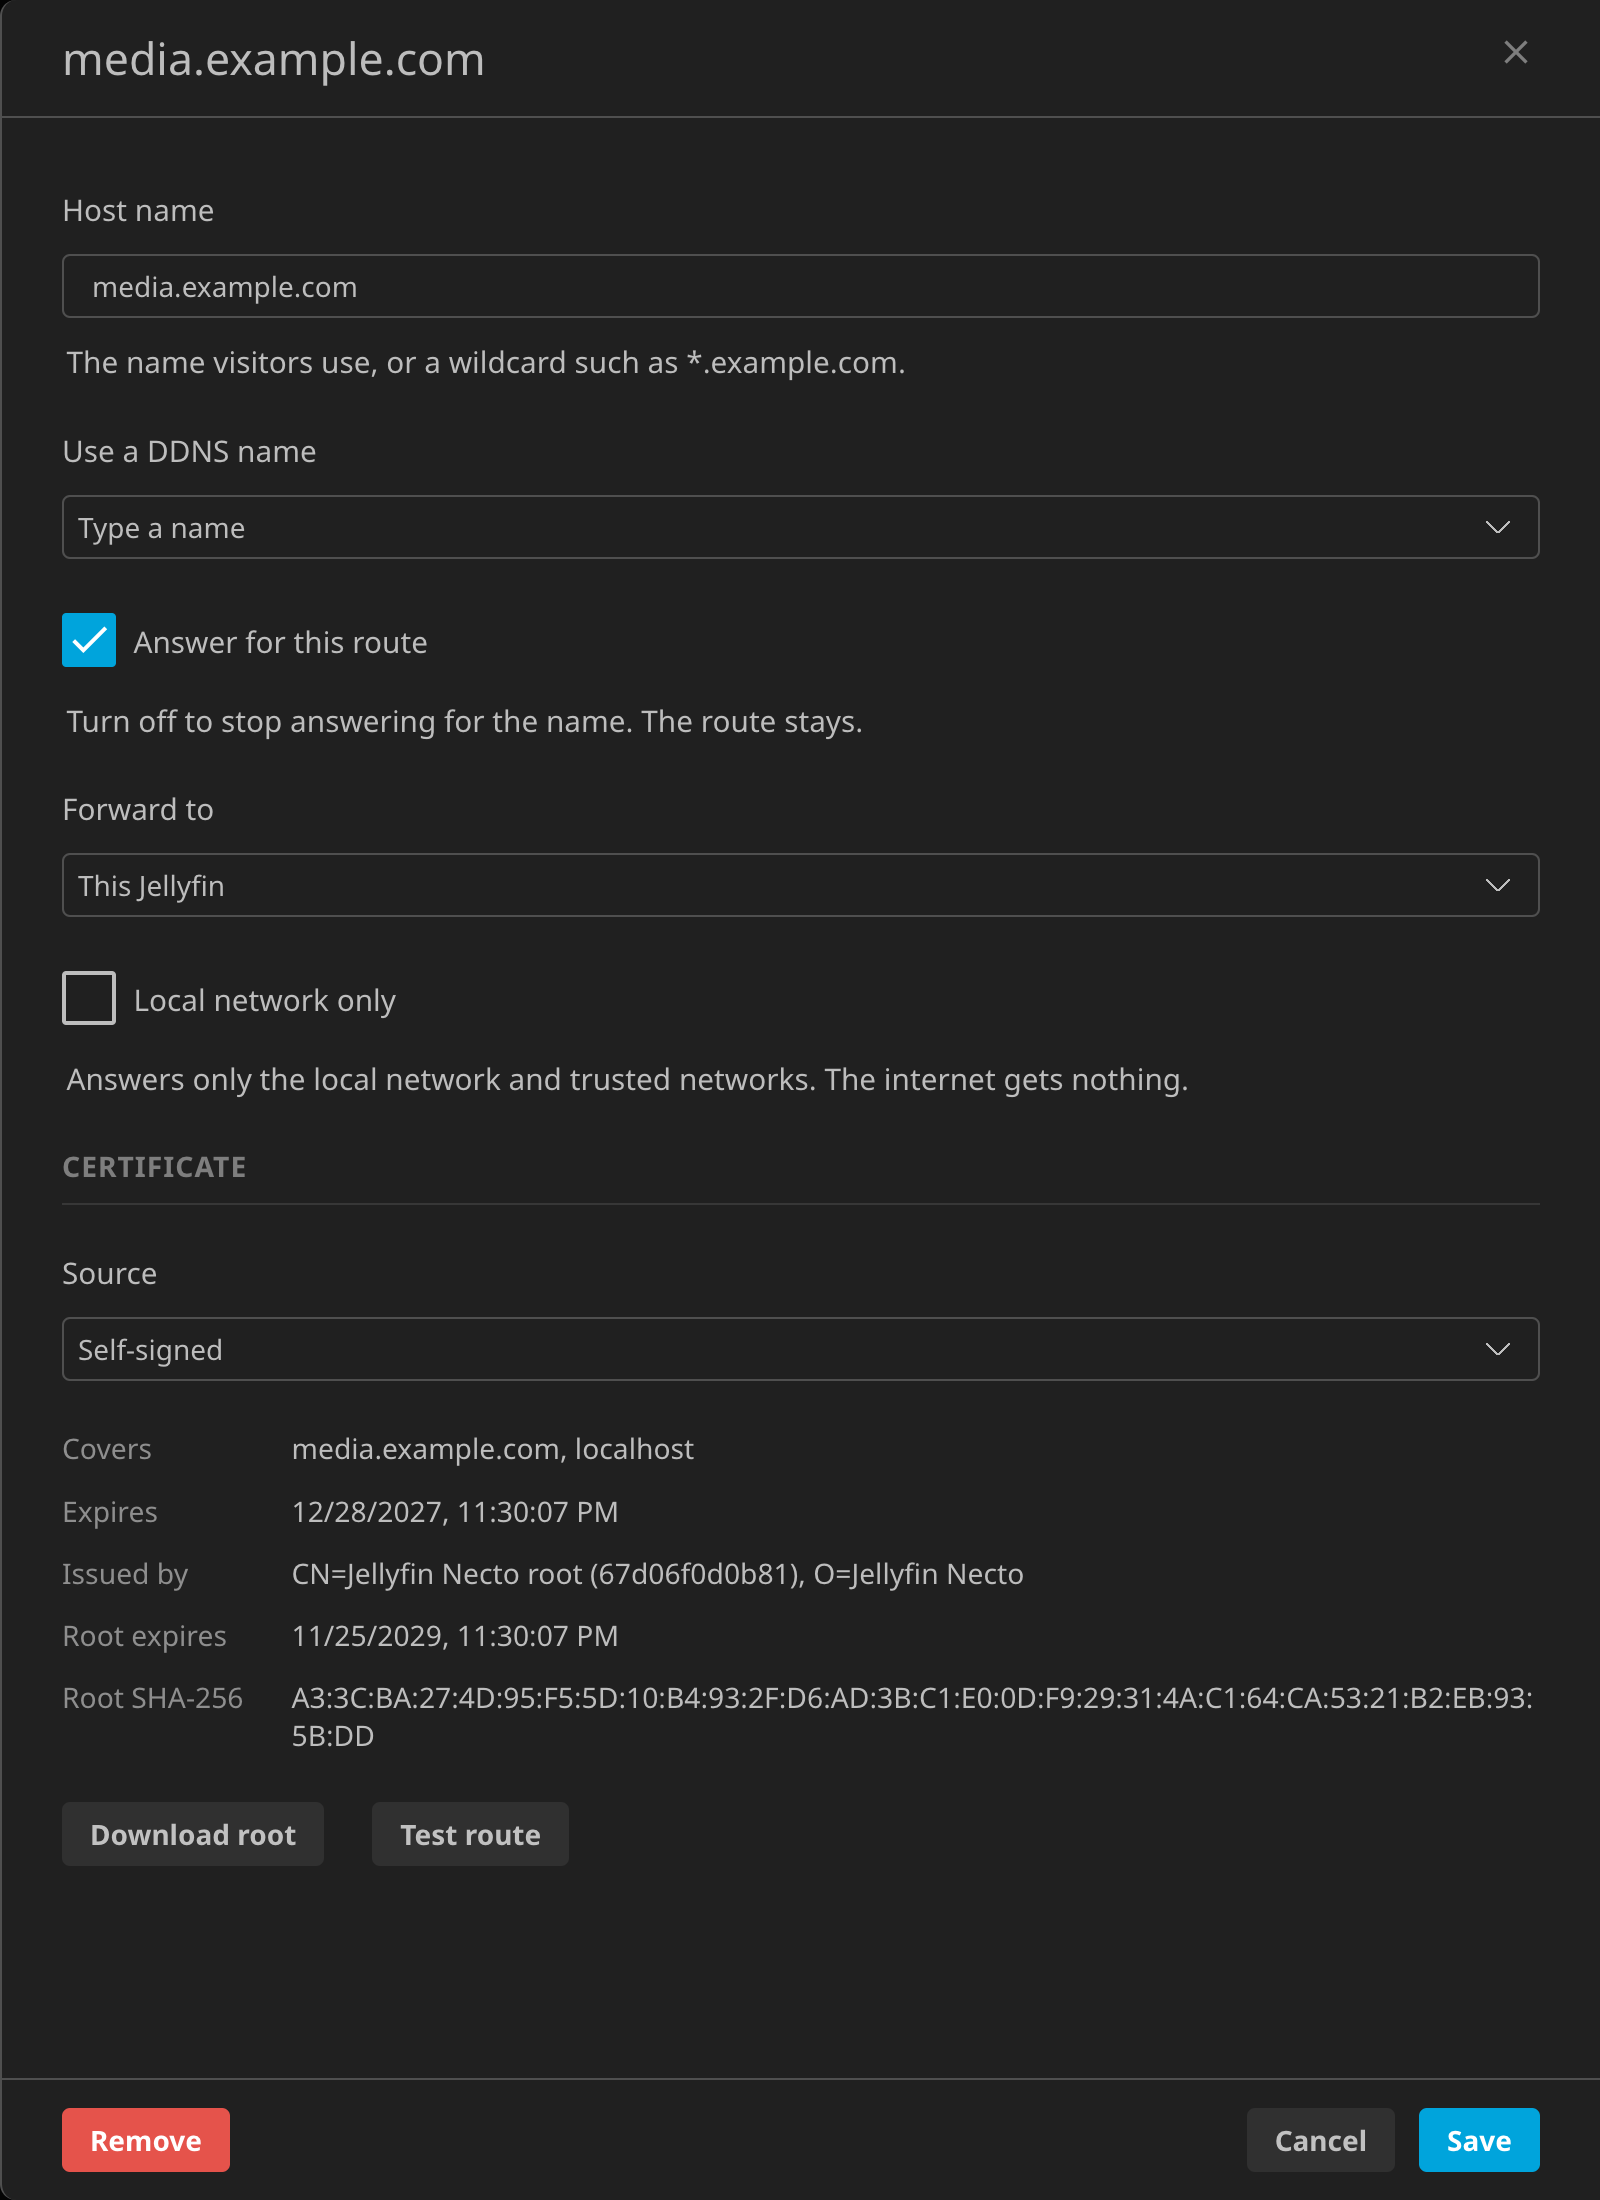 media.example.com
Host name
media.example.com
The name visitors use, or a wildcard such as *.example.com.
Use a DDNS name
Type a name
Answer for this route
Turn off to stop answering for the name. The route stays.
Forward to
This Jellyfin
Local network only
Answers only the local network and trusted networks. The internet gets nothing.
CERTIFICATE
Source
Self-signed
Covers media.example.com, localhost
Expires 12/28/2027, 11:30:07 PM
Issued by CN=Jellyfin Necto root (67d06f0d0b81), O=Jellyfin Necto
Root expires 11/25/2029, 11:30:07 PM
Root SHA-256 A3:3C:BA:27:4D:95:F5:5D:10:B4:93:2F:D6:AD:3B:C1:E0:0D:F9:29:31:4A:C1:64:CA:53:21:B2:EB:93:
5B:DD
Download root Test route
Remove Cancel Save